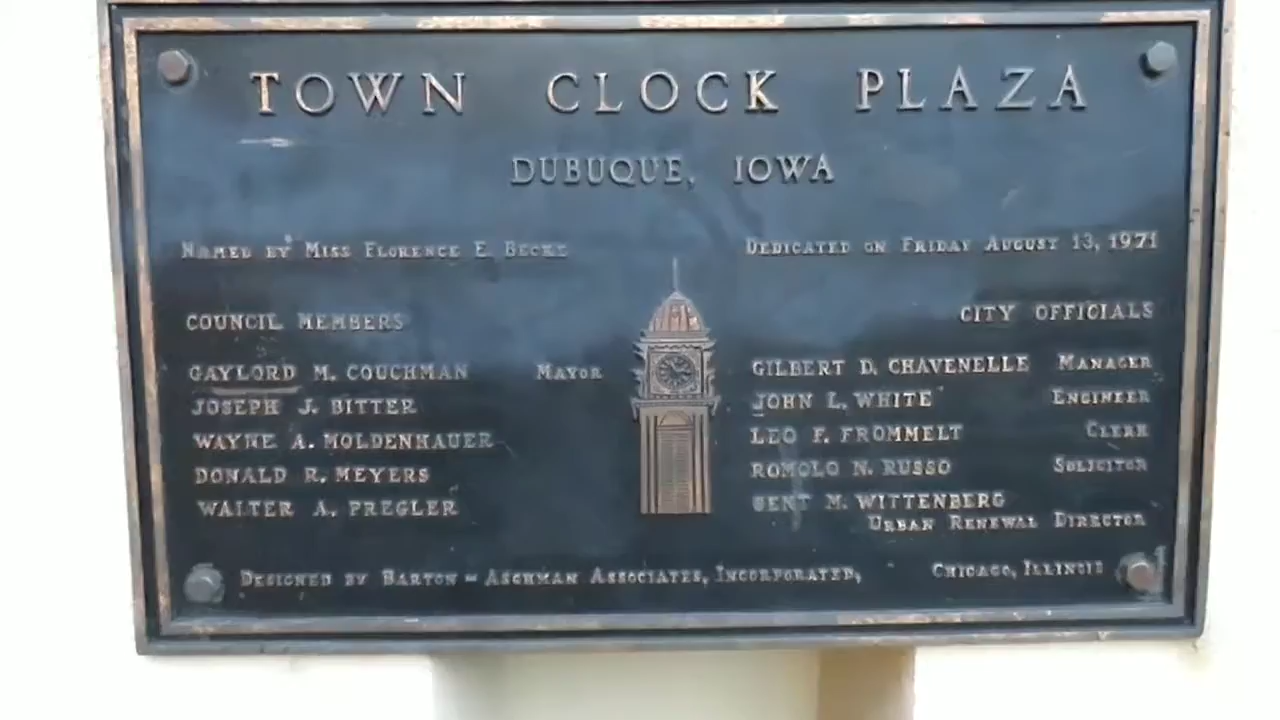 TOWN CLOCK PLAZA
DUBUQUE, IOWA
NAMED BY MISS FLORENCE E. BECKE DEDICATED ON FRIDAY AUGUST 13, 1971
COUNCIL MEMBERS CITY OFFICIALS
GAYLORD M. COUCHMAN MAYOR GILBERT D. CHAVENELLE MANAGER
JOSEPH J. BITTER JOHN L. WHITE ENGINEER
WAYNE A. MOLDENHAUER LEO F. FROMMELT CLERK
DONALD R. MEYERS ROMOLO N. RUSSO SOLICITOR
WALTER A. PREGLER GENT M. WITTENBERG
URBAN RENEWAL DIRECTOR
DESIGNED BY BARTON-ASCHMAN ASSOCIATES, INCORPORATED, CHICAGO, ILLINOIS